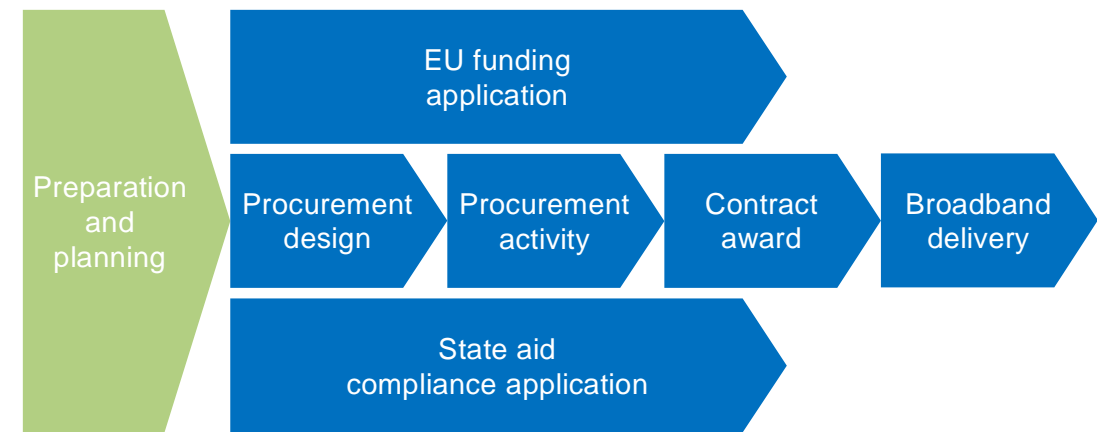 Preparation
and
planning
EU funding
application
Procurement
design
Procurement
activity
Contract
award
Broadband
delivery
State aid
compliance application